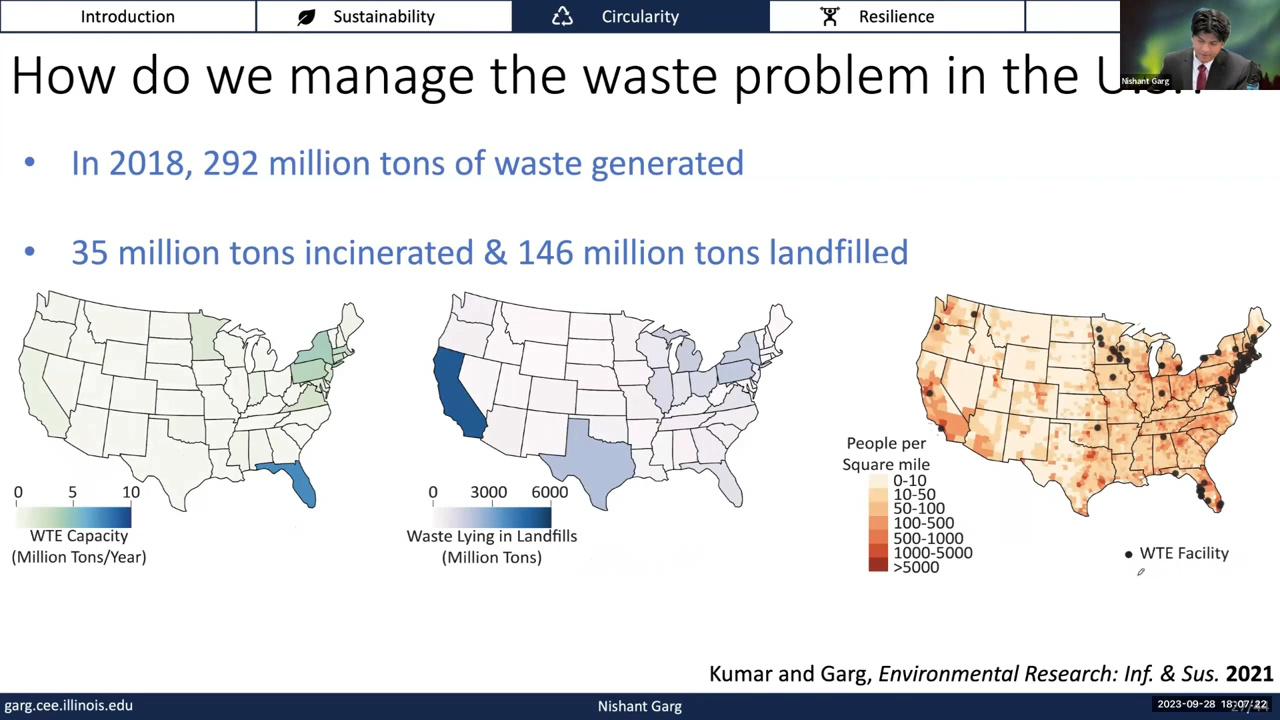 Introduction
Sustainability
Circularity
Resilience
How do we manage the waste problem in the
Nishant Garg
• In 2018, 292 million tons of waste generated
• 35 million tons incinerated & 146 million tons landfilled
0 5 10
WTE Capacity
(Million Tons/Year)
0 3000 6000
Waste Lying in Landfills
(Million Tons)
People per
Square mile
0-10
10-50
50-100
100-500
500-1000
1000-5000
>5000
WTE Facility
Kumar and Garg, Environmental Research: Inf. & Sus. 2021
garg.cee.illinois.edu
Nishant Garg
2023-09-28 18:07:22